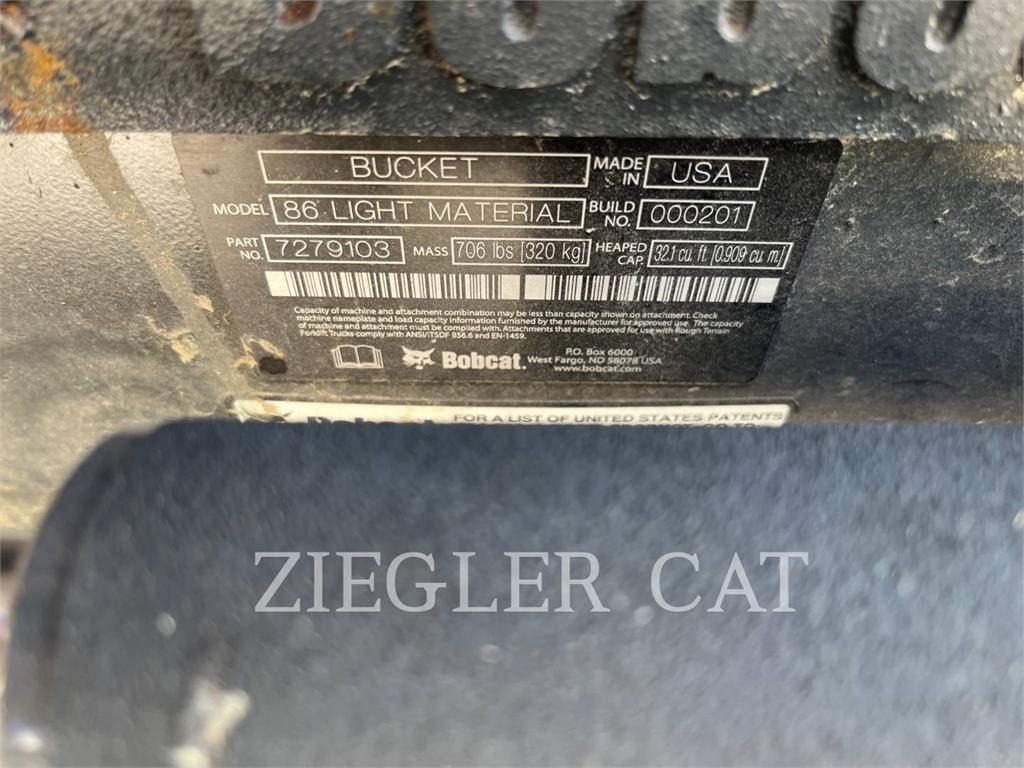 BUCKET MADE IN USA
MODEL 86 LIGHT MATERIAL BUILD NO. 000201
PART NO. 7279103 MASS 706 lbs [320 kg] HEAPED CAP. 32.1 cu. ft. [0.909 cu. m.]
Capacity of machine and attachment combination may be less than capacity shown on attachment. Check
machine nameplate and load capacity information furnished by the manufacturer for approved use. The capacity
of machine and attachment must be complied with. Attachments that are approved for use with Rough Terrain
Forklift Trucks comply with ANSI/ITSDF B56.6 and EN-1459.
Bobcat.
P.O. Box 6000
West Fargo, ND 58078 USA
www.bobcat.com
Bobcat FOR A LIST OF UNITED STATES PATENTS
ZIEGLER CAT